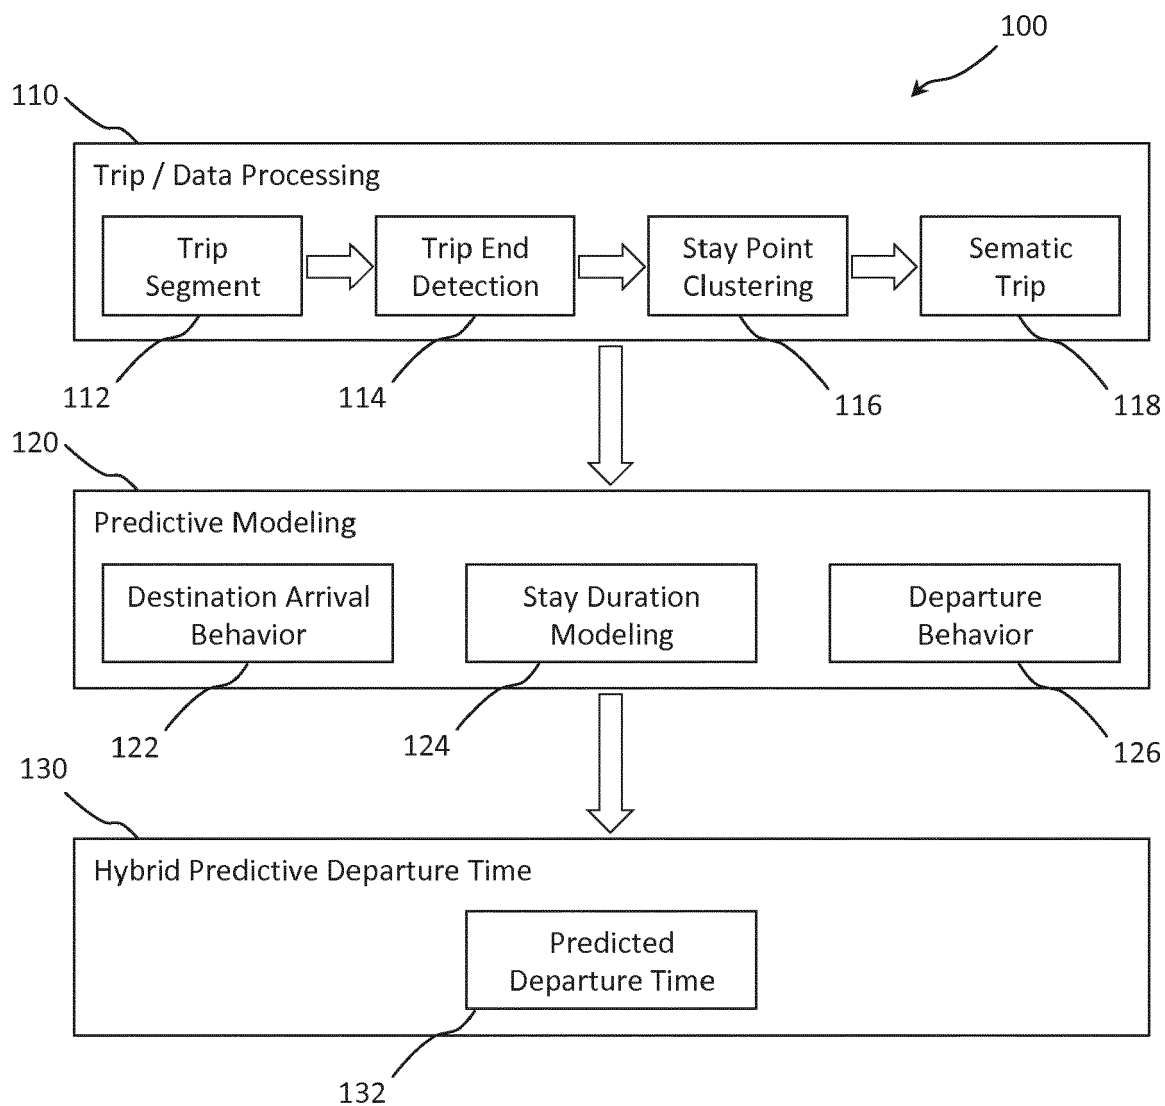 100
110
Trip / Data Processing
Trip
Segment
Trip End
Detection
Stay Point
Clustering
Sematic
Trip
112
114
116
118
120
Predictive Modeling
Destination Arrival
Behavior
Stay Duration
Modeling
Departure
Behavior
122
124
126
130
Hybrid Predictive Departure Time
Predicted
Departure Time
132